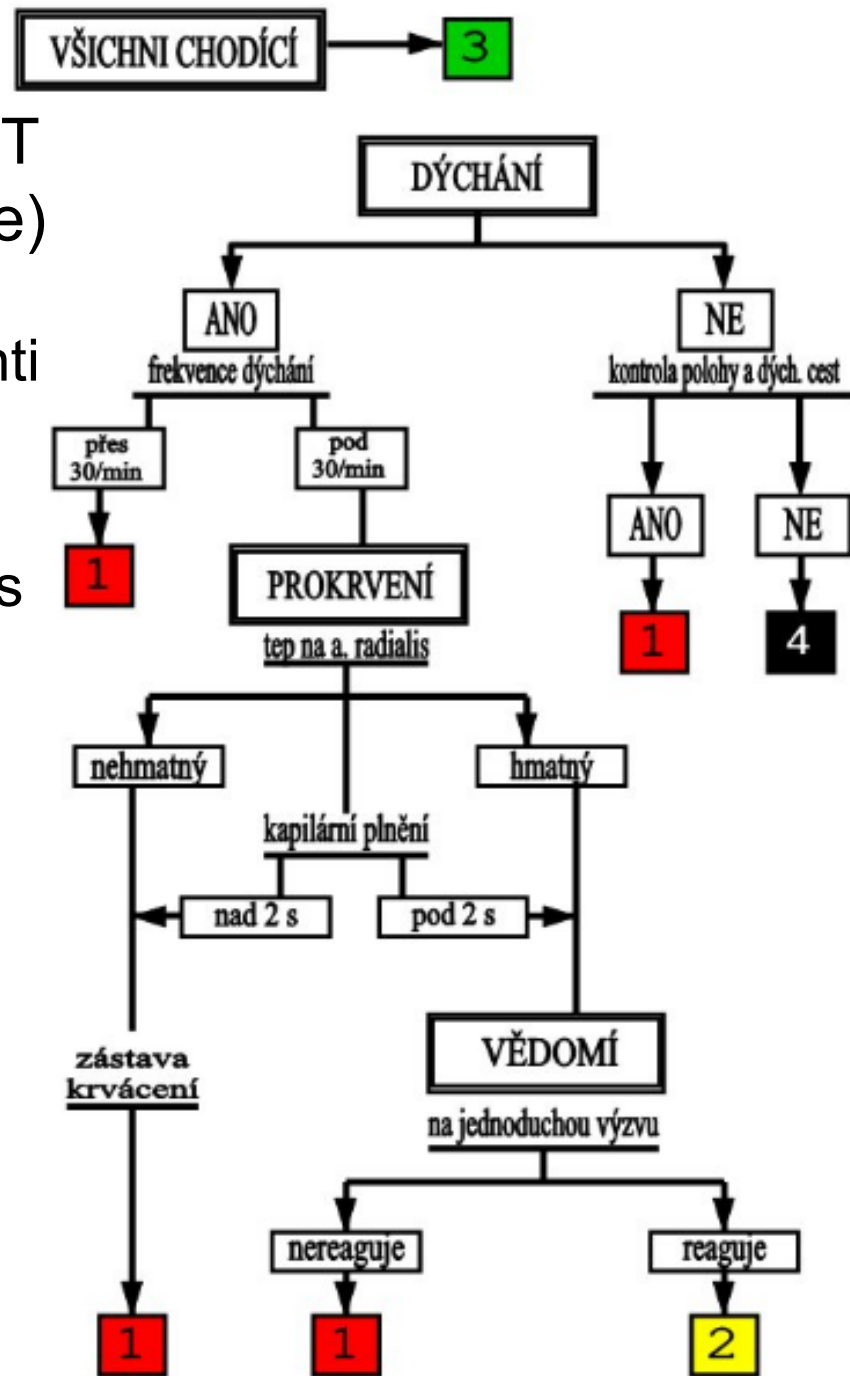 VŠICHNI CHODÍCÍ
3
T
e)
nti
s
DÝCHÁNÍ
ANO
NE
frekvence dýchání
kontrola polohy a dých. cest
přes
30/min
pod
30/min
ANO
NE
1
PROKRVENÍ
1
4
tep na a. radialis
nehmatný
hmatný
kapilární plnění
nad 2 s
pod 2 s
zástava
krvácení
VĚDOMÍ
na jednoduchou výzvu
nereaguje
reaguje
1
1
2